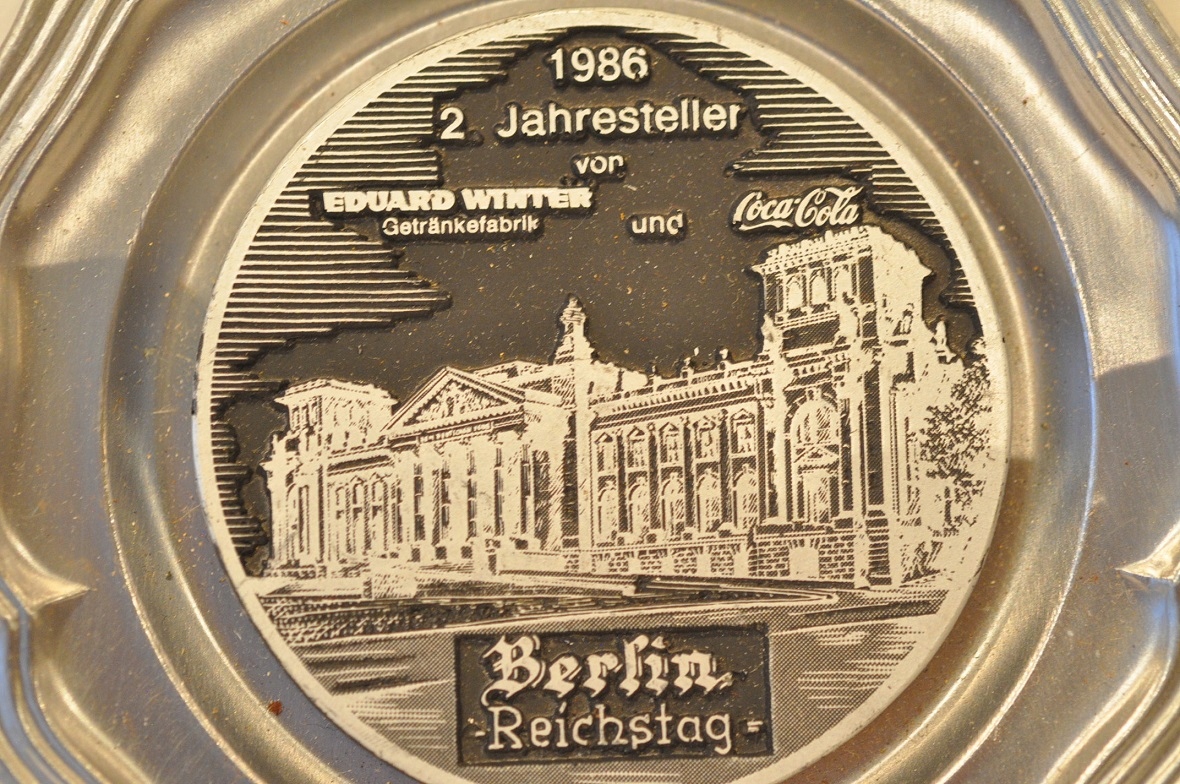 1986
2. Jahresteller
von
EDUARD WINTER
Getränkefabrik und Coca-Cola
Berlin
-Reichstag-